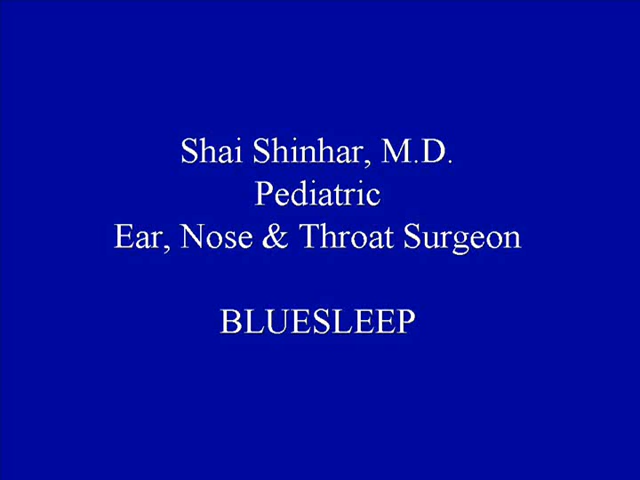 Shai Shinhar, M.D.
Pediatric
Ear, Nose & Throat Surgeon
BLUESLEEP